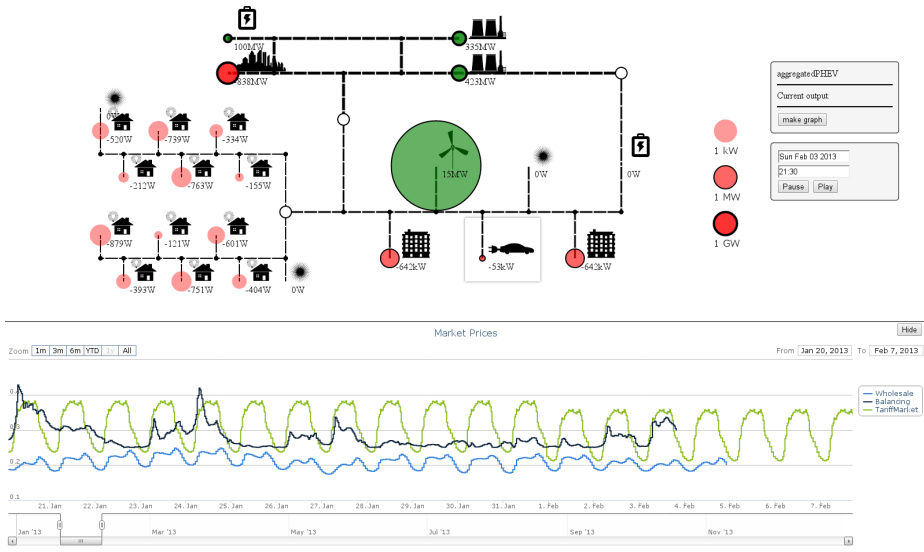 100MW
335MW
-838MW
423MW
0W
-520W
-739W
-334W
-212W
-763W
-155W
15MW
0W
0W
-879W
-121W
-601W
-393W
-751W
-404W
0W
-642kW
-53kW
-642kW
1 kW
1 MW
1 GW
aggregatedPHEV
Current output:
make graph
Sun Feb 03 2013
21:30
Pause Play
Hide
Market Prices
Zoom 1m 3m 6m YTD 1y All
From Jan 20, 2013 To Feb 7, 2013
Wholesale
Balancing
TariffMarket
0.4
0.3
0.2
0.1
21. Jan 22. Jan 23. Jan 24. Jan 25. Jan 26. Jan 27. Jan 28. Jan 29. Jan 30. Jan 31. Jan 1. Feb 2. Feb 3. Feb 4. Feb 5. Feb 6. Feb 7. Feb
Jan '13 Mar '13 May '13 Jul '13 Sep '13 Nov '13